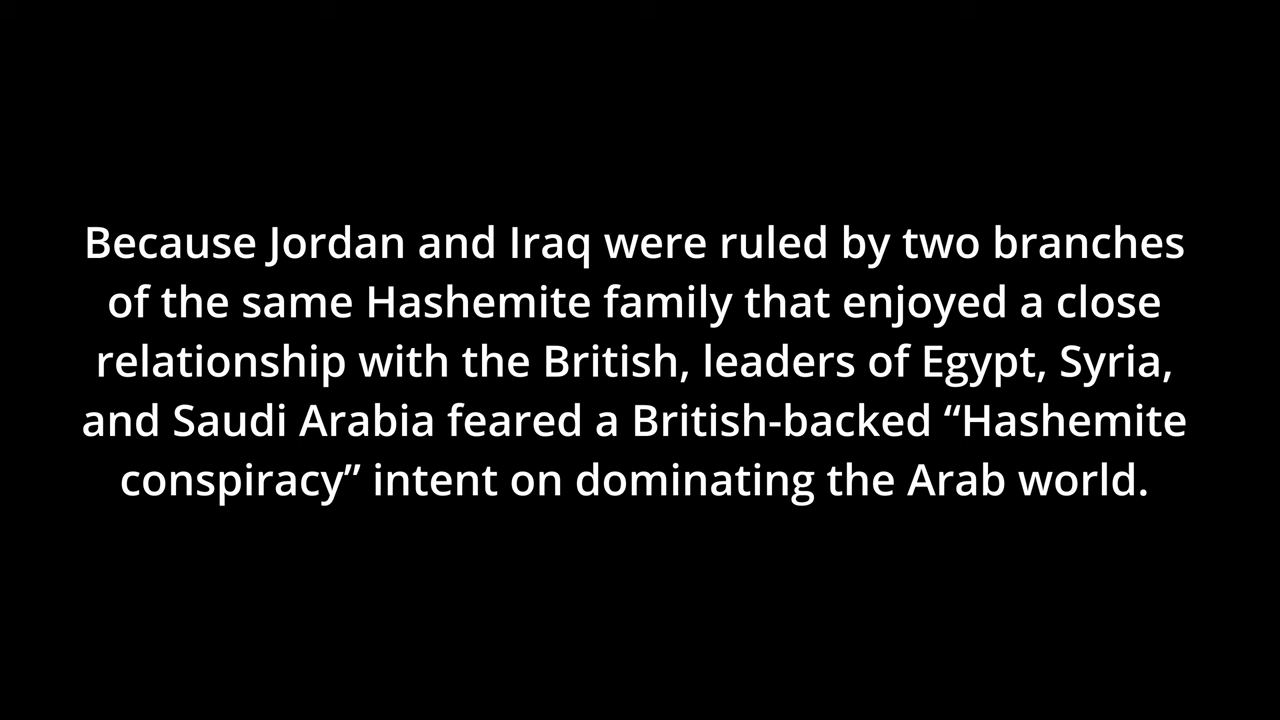 Because Jordan and Iraq were ruled by two branches
of the same Hashemite family that enjoyed a close
relationship with the British, leaders of Egypt, Syria,
and Saudi Arabia feared a British-backed “Hashemite
conspiracy” intent on dominating the Arab world.